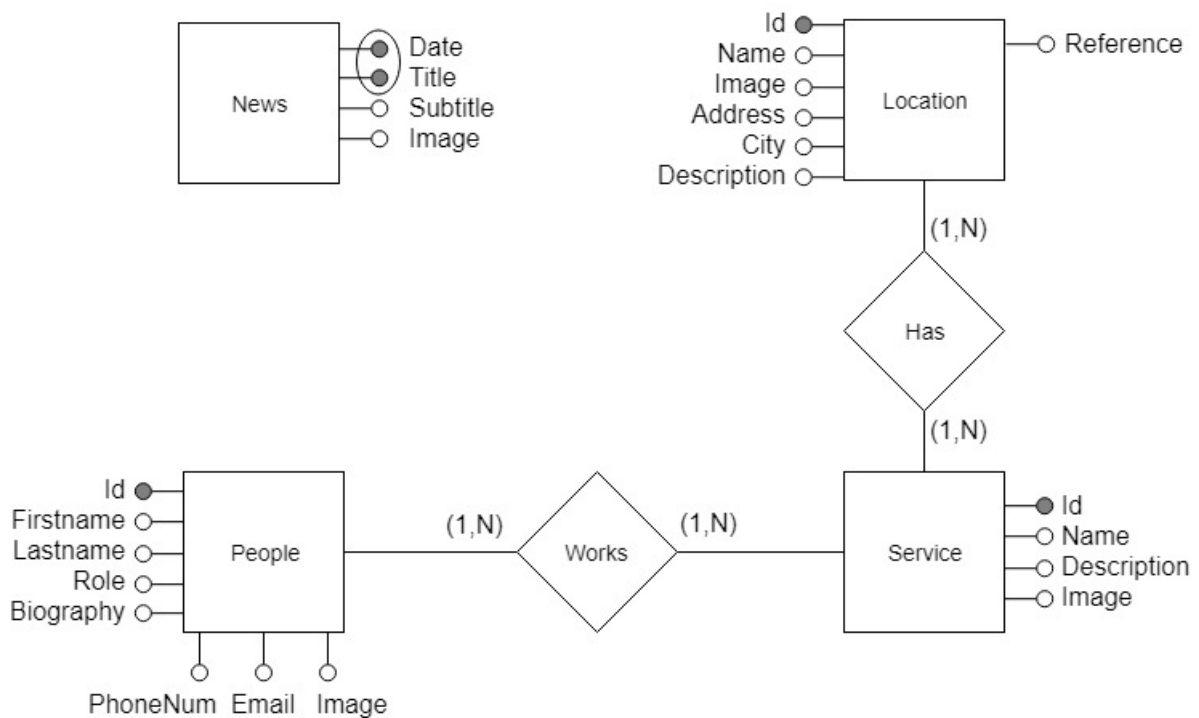 News
Date
Title
Subtitle
Image
Id
Name
Image
Address
City
Description
Location
Reference
(1,N)
Has
(1,N)
Id
Firstname
Lastname
Role
Biography
People
PhoneNum Email Image
(1,N)
Works
(1,N)
Service
Id
Name
Description
Image